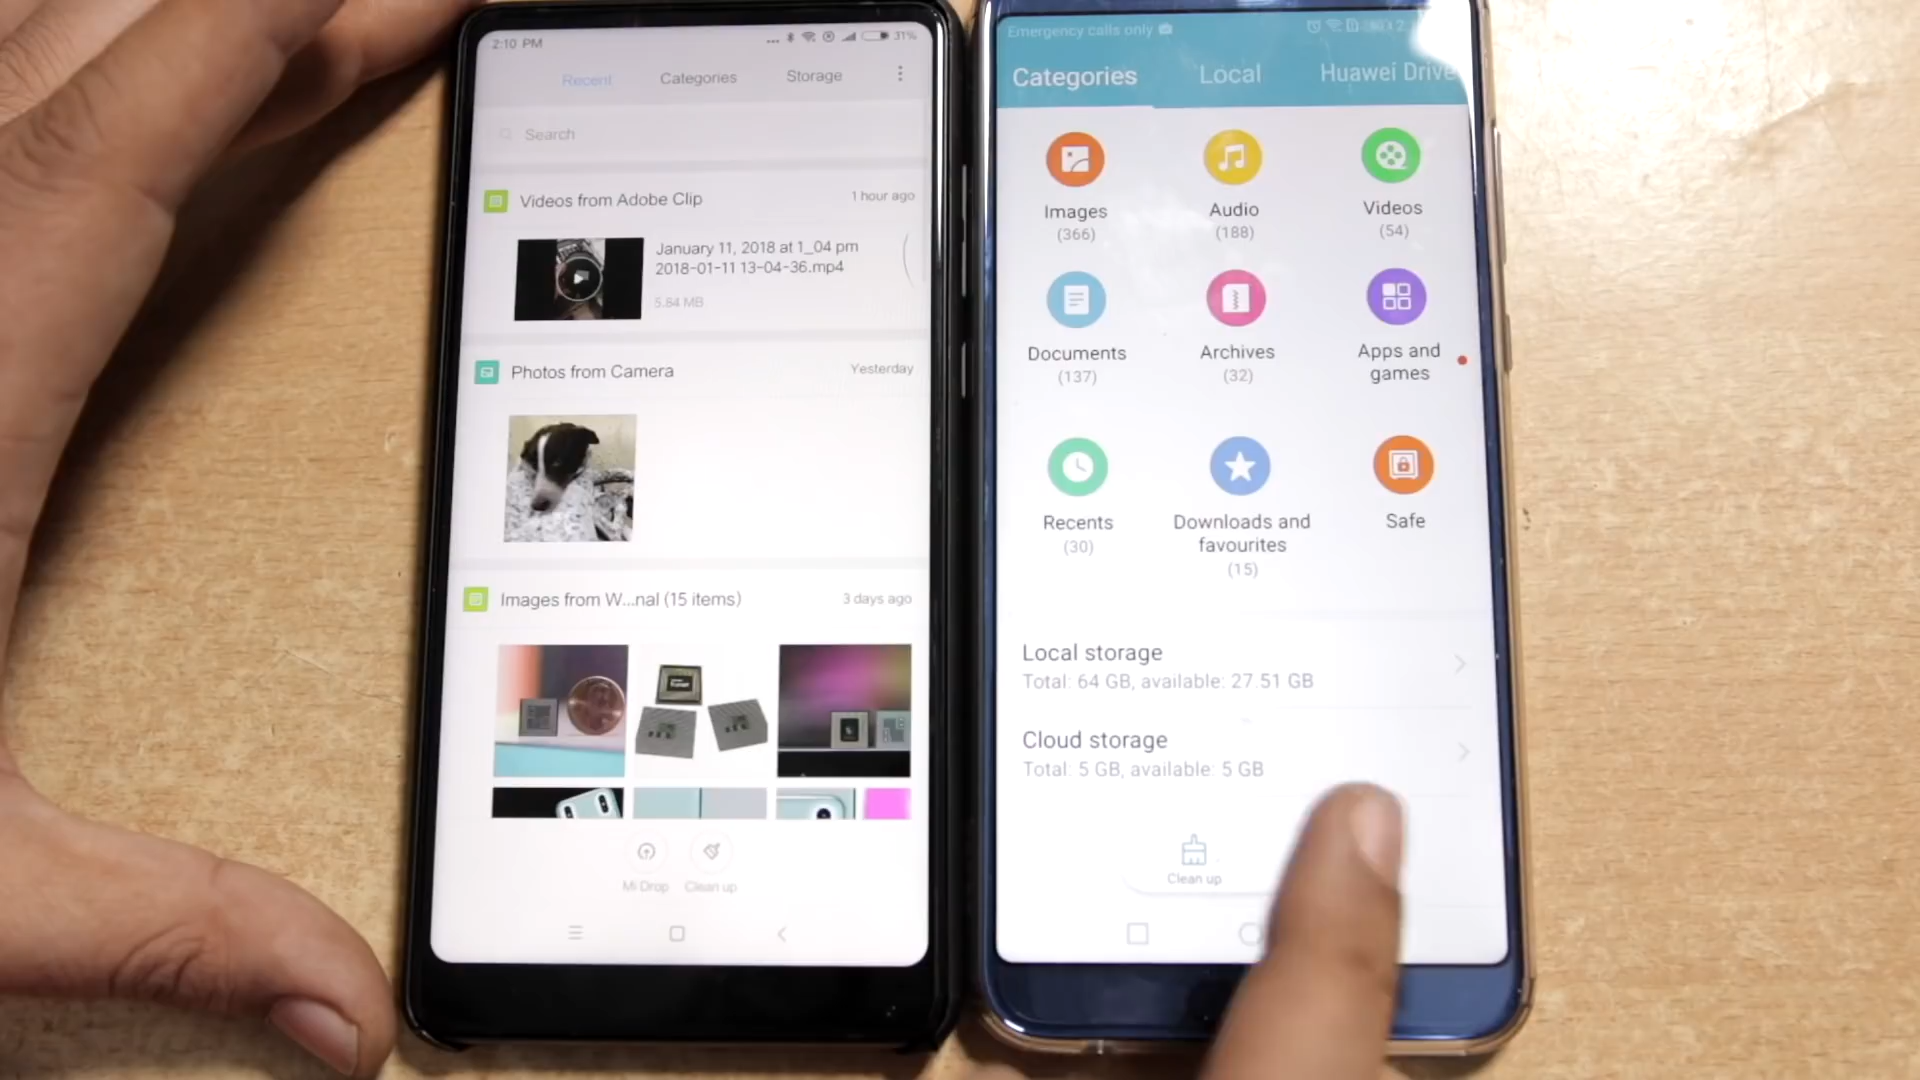 2:10 PM
31%
Recent
Categories
Storage
Search
Videos from Adobe Clip
1 hour ago
January 11, 2018 at 1_04 pm
2018-01-11 13-04-36.mp4
5.84 MB
Photos from Camera
Yesterday
Images from W...nal (15 items)
3 days ago
Mi Drop
Clean up
Emergency calls only
Categories
Local
Huawei Drive
Images
(366)
Audio
(188)
Videos
(54)
Documents
(137)
Archives
(32)
Apps and
games
Recents
(30)
Downloads and
favourites
(15)
Safe
Local storage
Total: 64 GB, available: 27.51 GB
Cloud storage
Total: 5 GB, available: 5 GB
Clean up